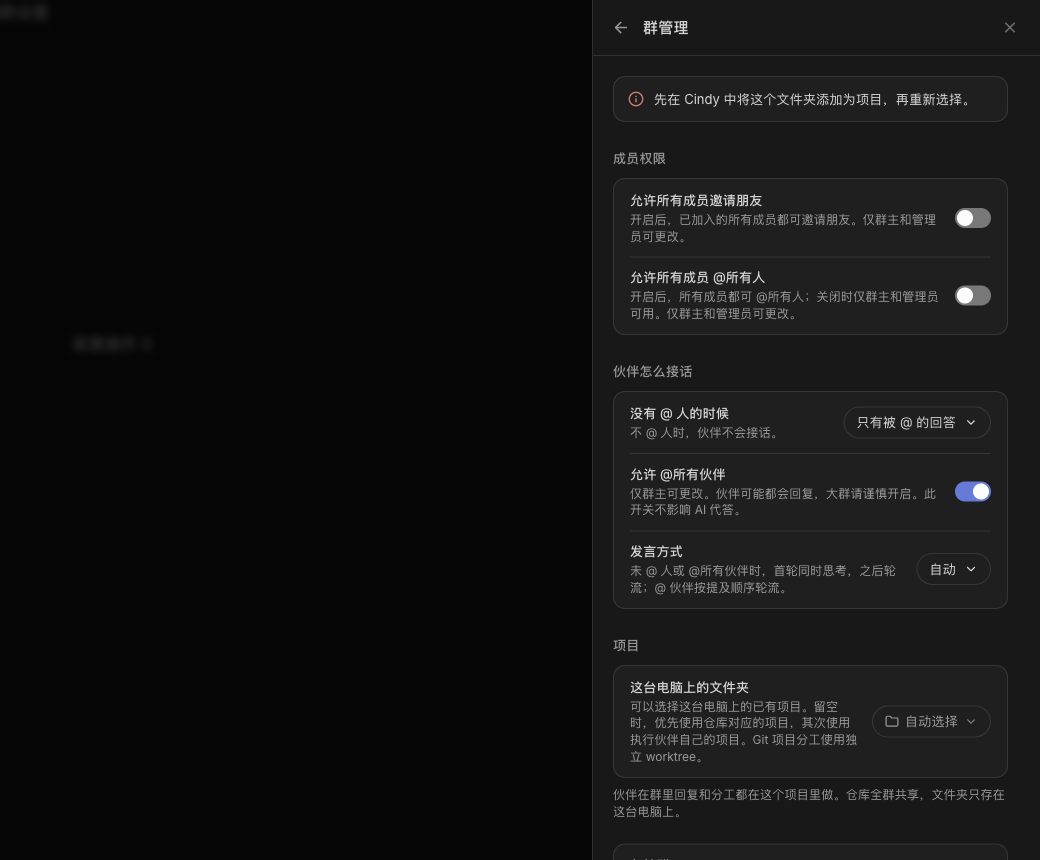 群管理
先在 Cindy 中将这个文件夹添加为项目，再重新选择。
成员权限
允许所有成员邀请朋友
开启后，已加入的所有成员都可邀请朋友。仅群主和管理
员可更改。
允许所有成员 @所有人
开启后，所有成员都可 @所有人；关闭时仅群主和管理员
可用。仅群主和管理员可更改。
伙伴怎么接话
没有 @ 人的时候
不 @ 人时，伙伴不会接话。
只有被 @ 的回答
允许 @所有伙伴
仅群主可更改。伙伴可能都会回复，大群请谨慎开启。此
开关不影响 AI 代答。
发言方式
未 @ 人或 @所有伙伴时，首轮同时思考，之后轮
流；@ 伙伴按提及顺序轮流。
自动
项目
这台电脑上的文件夹
可以选择这台电脑上的已有项目。留空
时，优先使用仓库对应的项目，其次使用
执行伙伴自己的项目。Git 项目分工使用独
立 worktree。
自动选择
伙伴在群里回复和分工都在这个项目里做。仓库全群共享，文件夹只存在
这台电脑上。